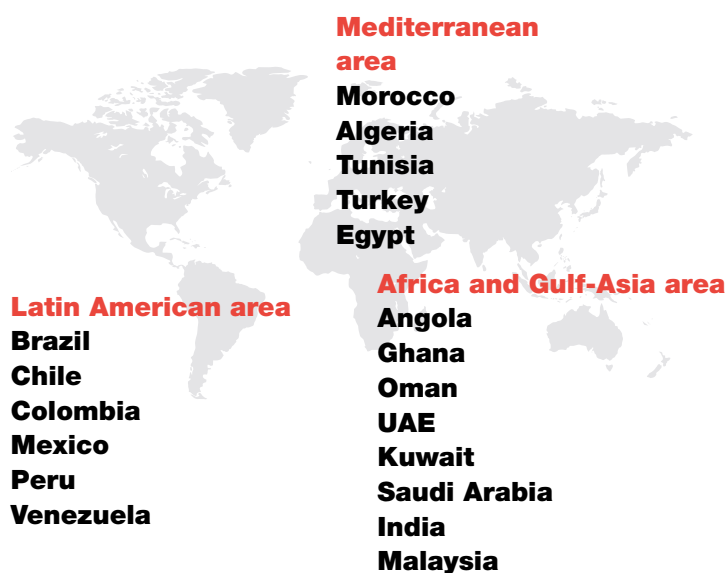 Mediterranean
area
Morocco
Algeria
Tunisia
Turkey
Egypt
Latin American area
Brazil
Chile
Colombia
Mexico
Peru
Venezuela
Africa and Gulf-Asia area
Angola
Ghana
Oman
UAE
Kuwait
Saudi Arabia
India
Malaysia